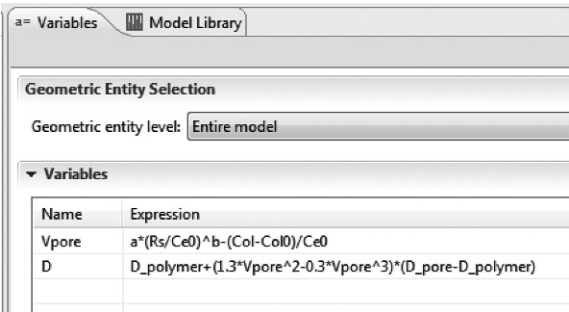 a= Variables Model Library
Geometric Entity Selection
Geometric entity level: Entire model
Variables
Name Expression
Vpore a*(Rs/Ce0)^b-(Col-Col0)/Ce0
D D_polymer+(1.3*Vpore^2-0.3*Vpore^3)*(D_pore-D_polymer)